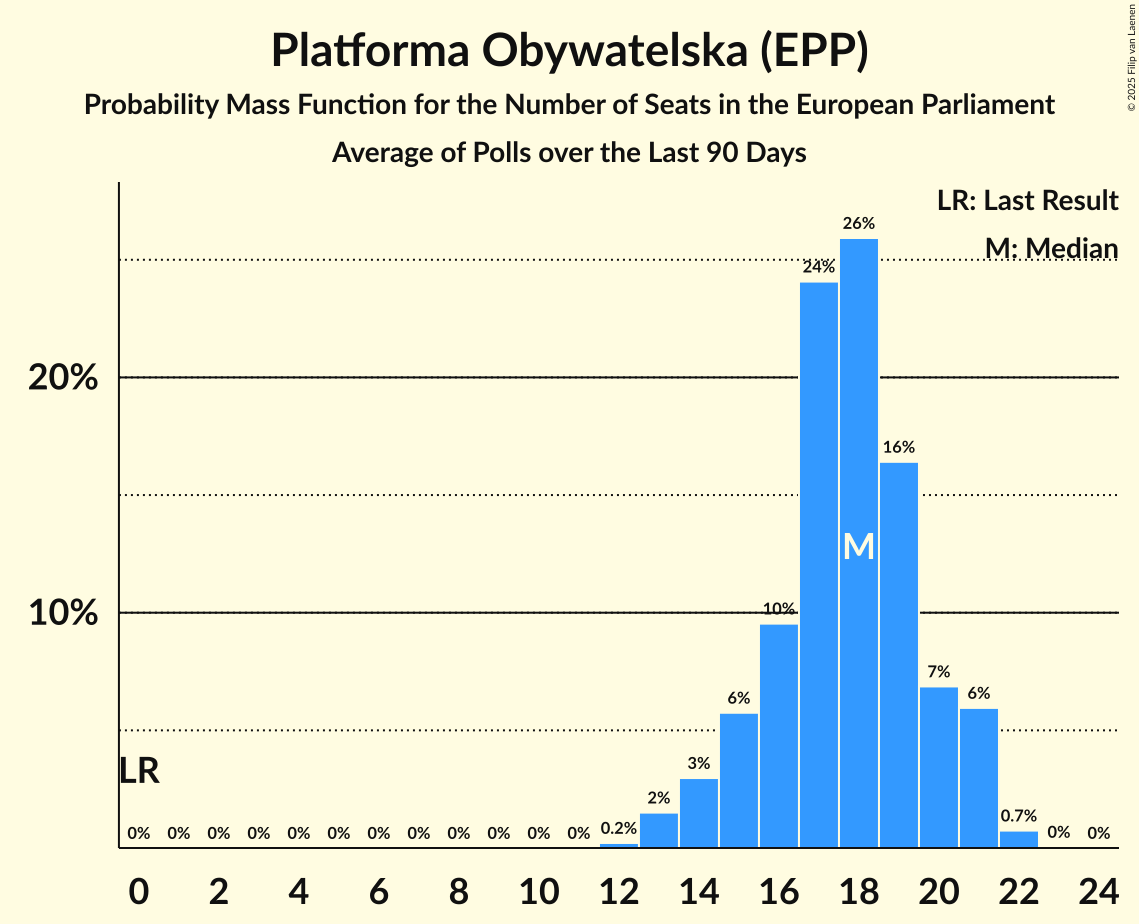 Platforma Obywatelska (EPP)
Probability Mass Function for the Number of Seats in the European Parliament
Average of Polls over the Last 90 Days
© 2025 Filip van Laenen
LR: Last Result
M: Median
26%
24%
20%
16%
M
10%
10%
7%
6%
6%
LR
3%
2%
0% 0% 0% 0% 0% 0% 0% 0% 0% 0% 0% 0% 0.2% 0.7% 0% 0%
0 2 4 6 8 10 12 14 16 18 20 22 24